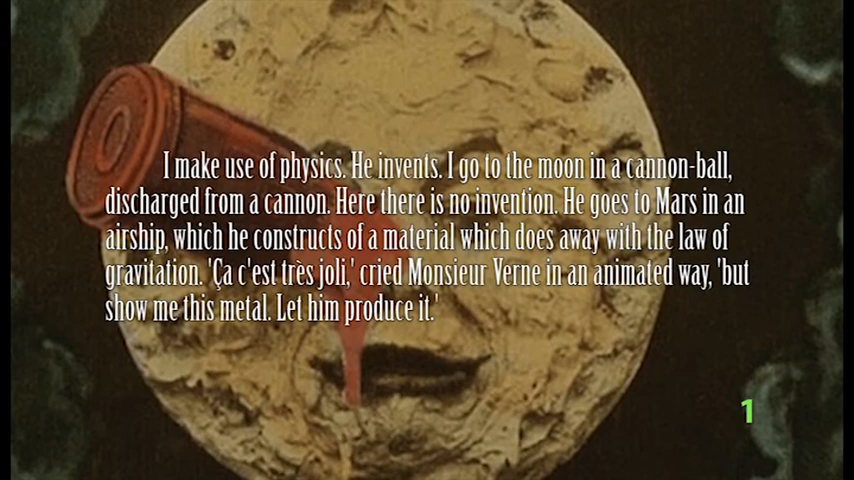 I make use of physics. He invents. I go to the moon in a cannon-ball,
discharged from a cannon. Here there is no invention. He goes to Mars in an
airship, which he constructs of a material which does away with the law of
gravitation. 'Ça c'est très joli,' cried Monsieur Verne in an animated way, 'but
show me this metal. Let him produce it.'
1